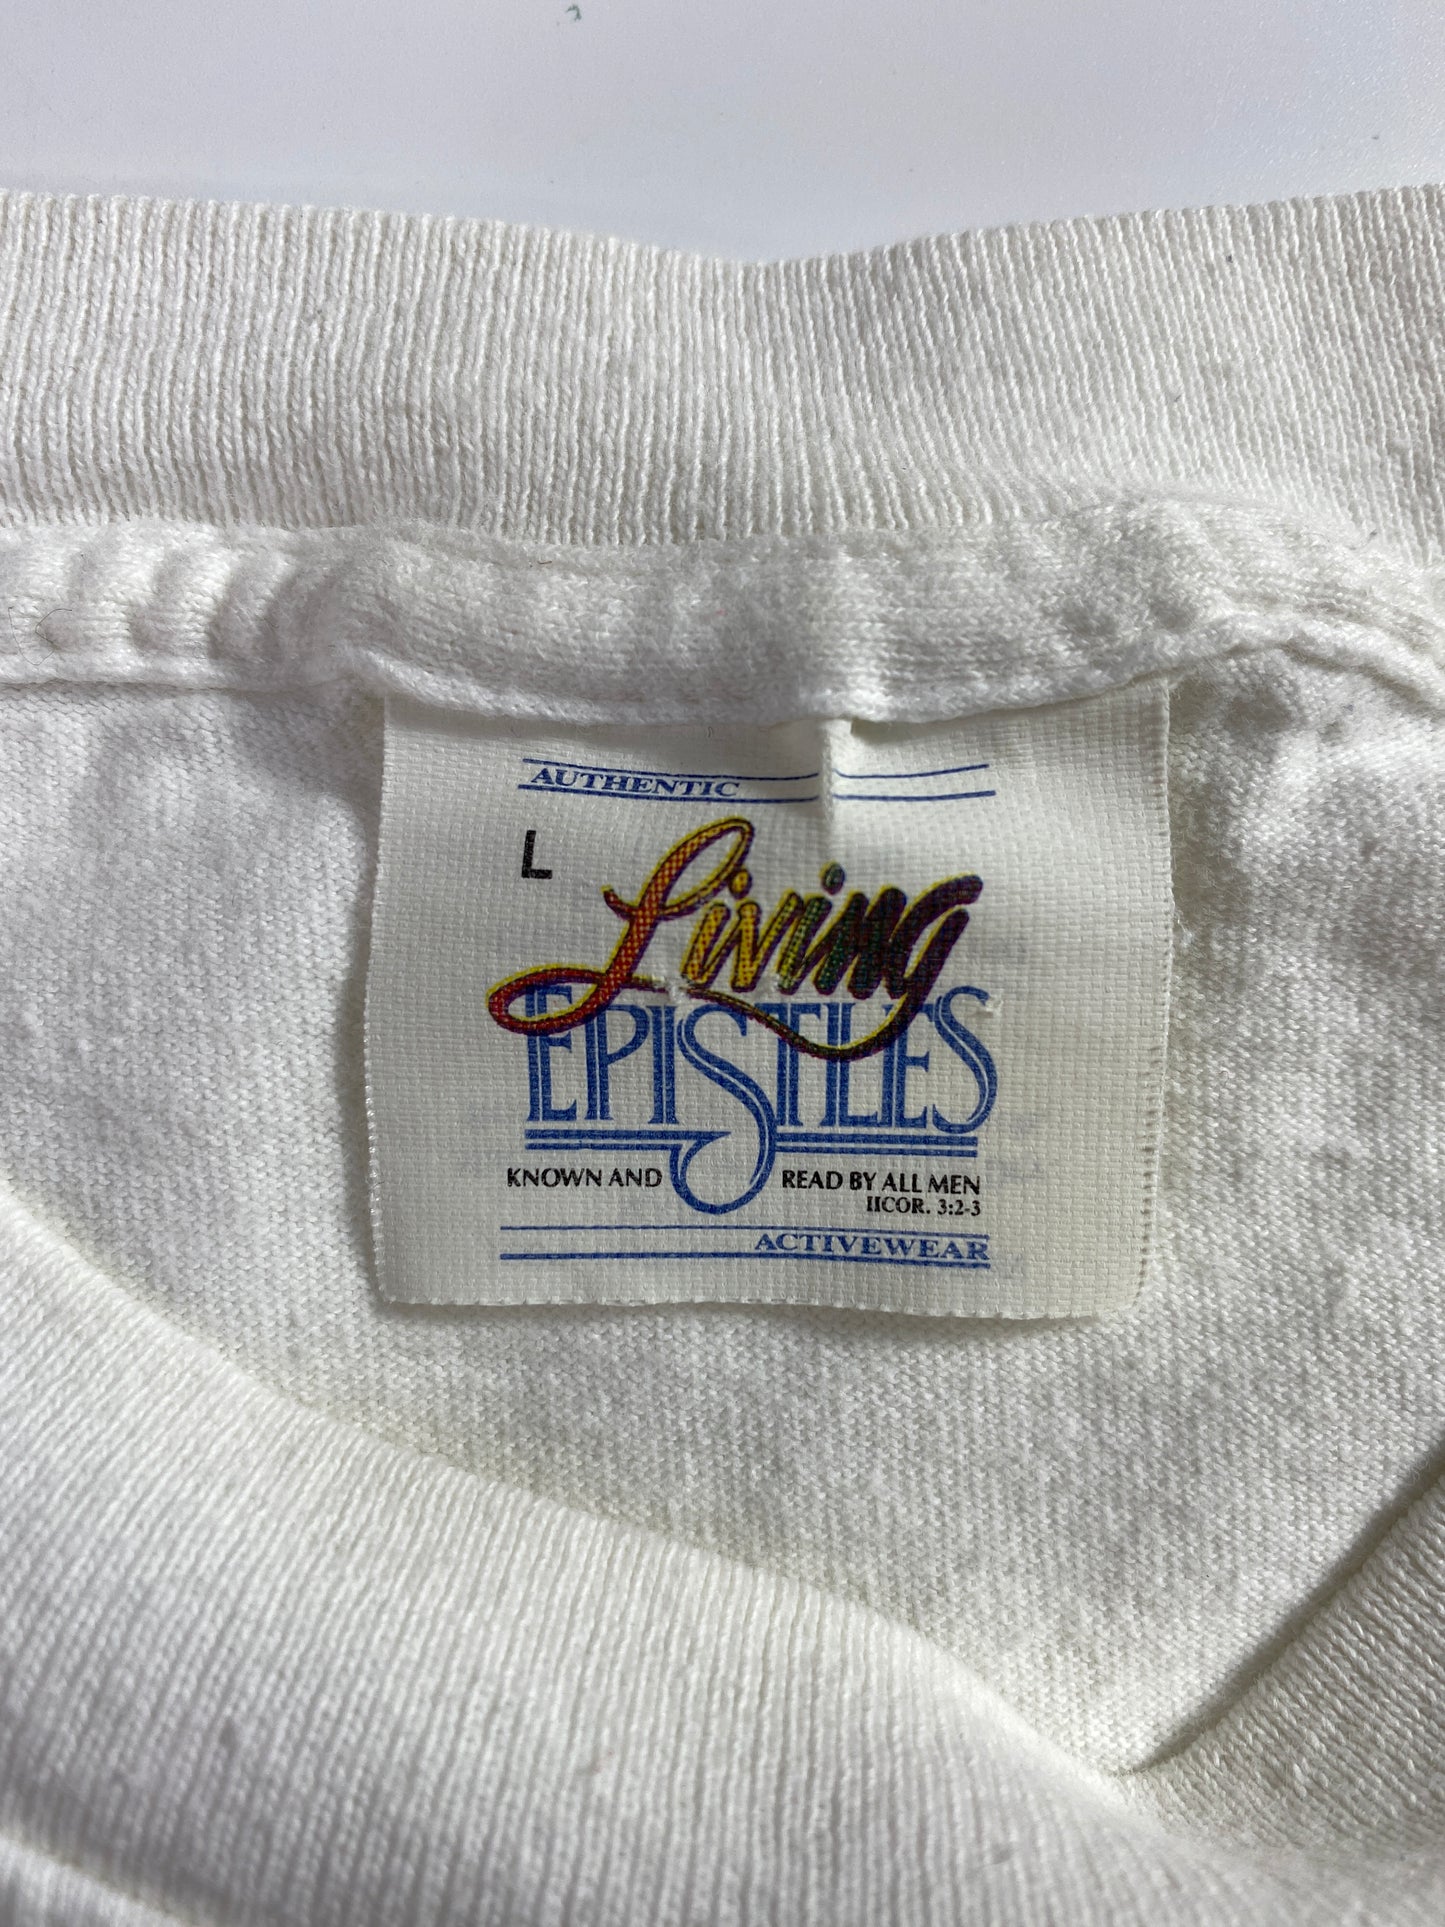 AUTHENTIC
L
Living
EPISTLES
KNOWN AND READ BY ALL MEN
IICOR. 3:2-3
ACTIVEWEAR